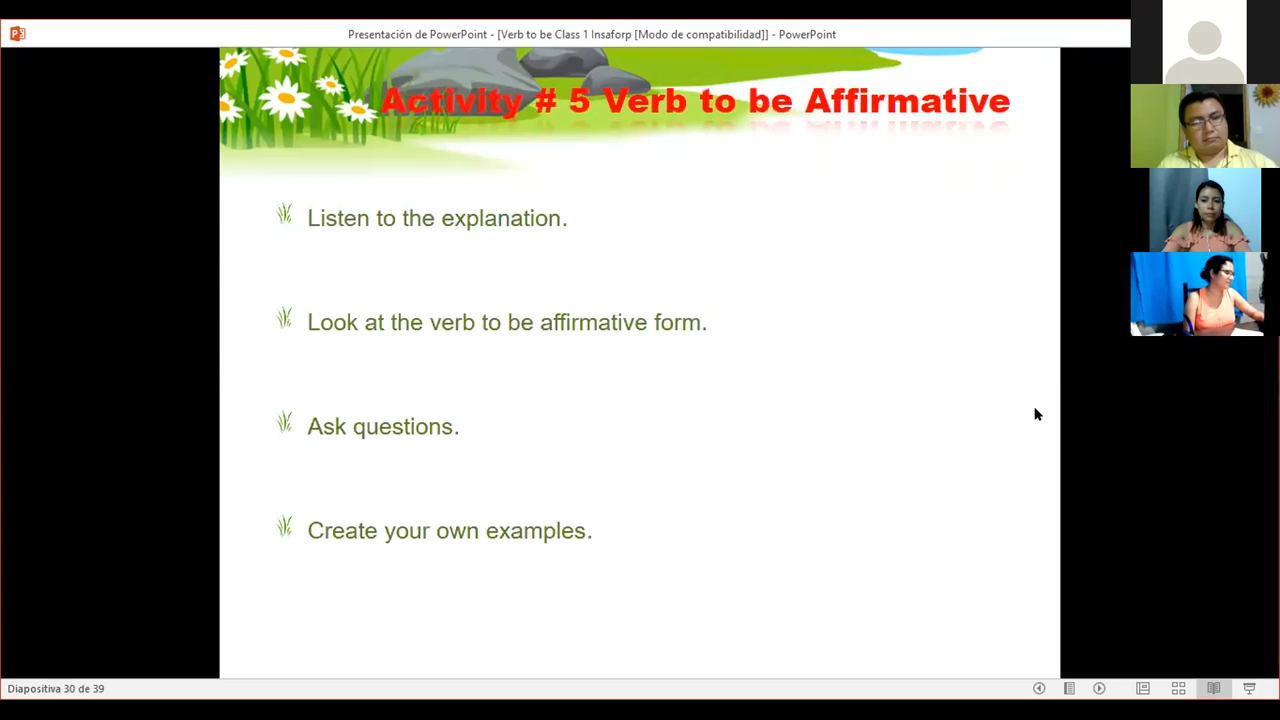 Presentación de PowerPoint - [Verb to be Class 1 Insaforp [Modo de compatibilidad]] - PowerPoint
Activity # 5 Verb to be Affirmative
Listen to the explanation.
Look at the verb to be affirmative form.
Ask questions.
Create your own examples.
Diapositiva 30 de 39